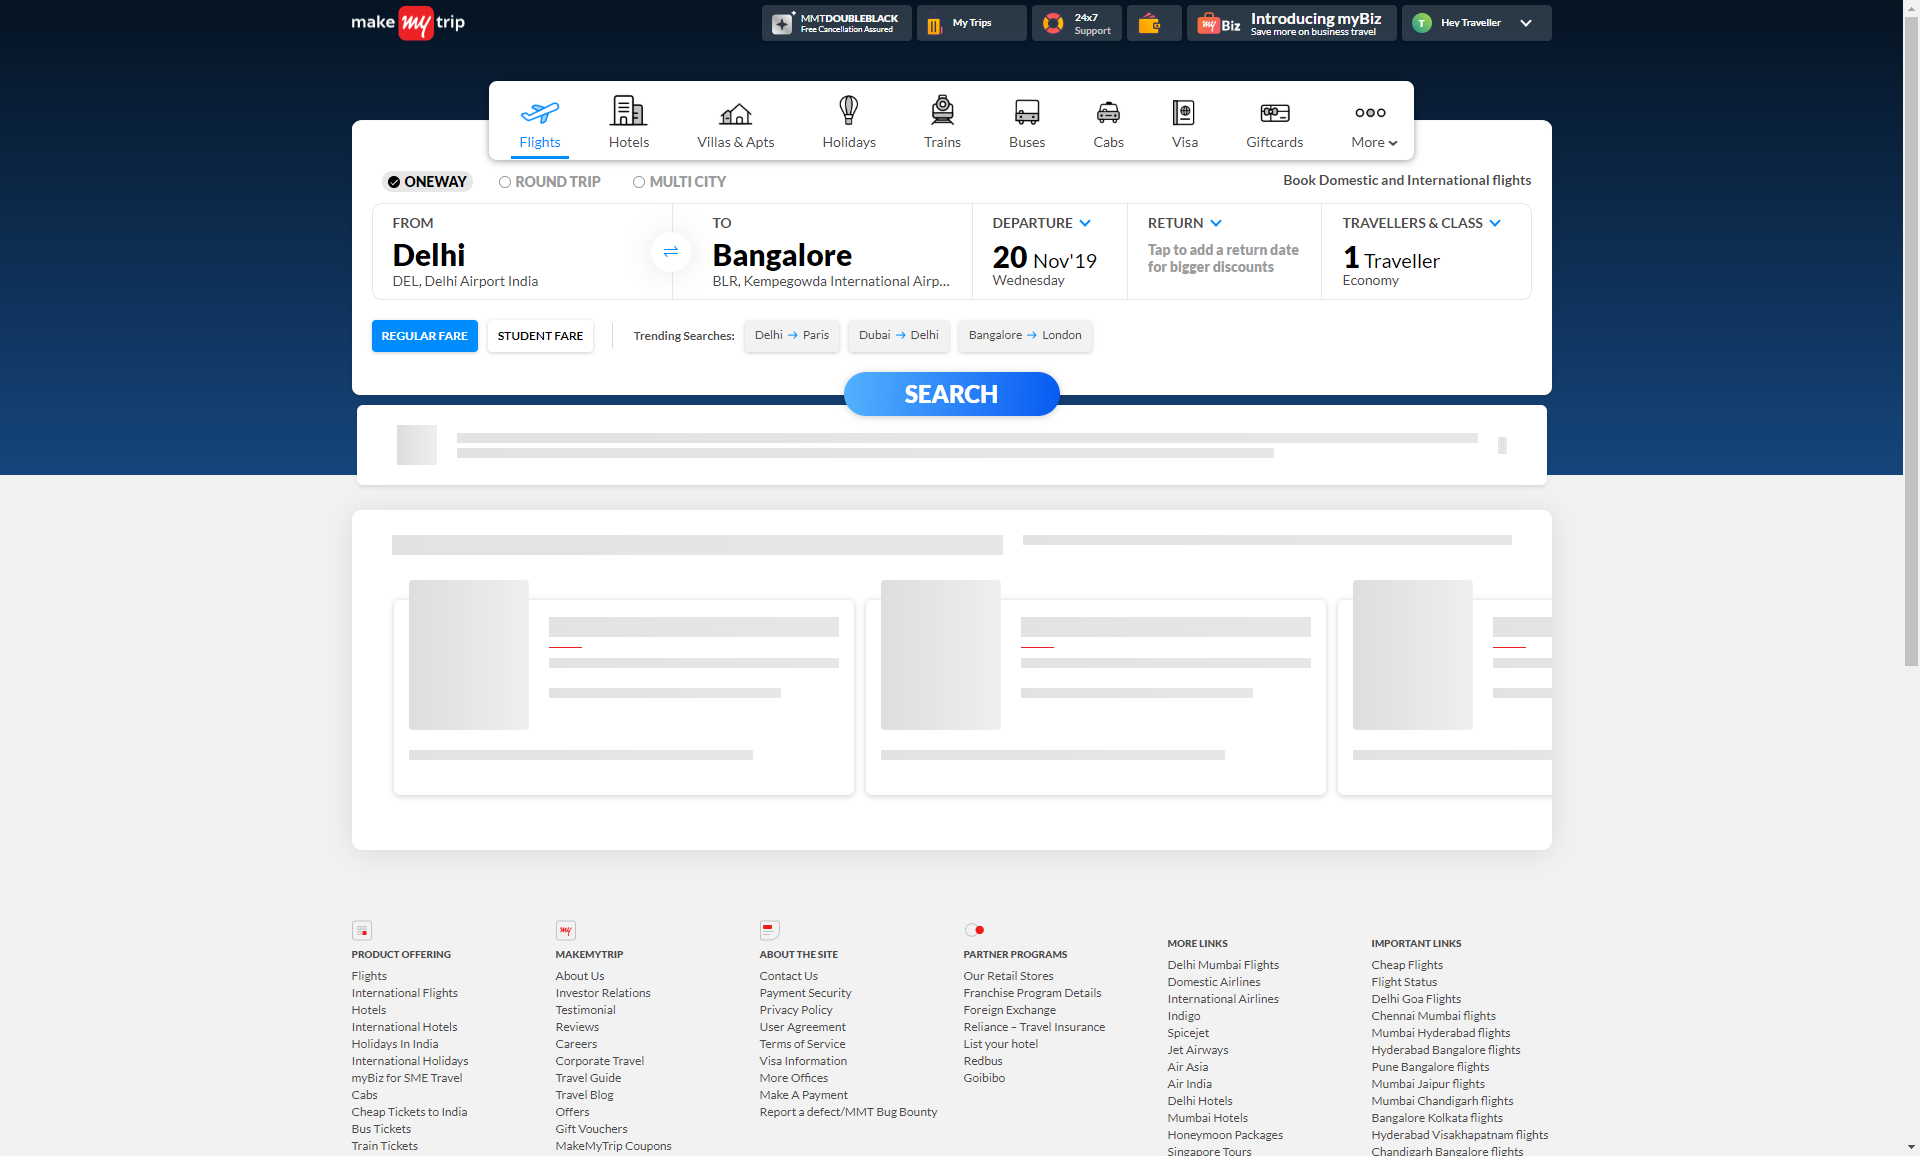 make my trip
MMTDOUBLEBLACK
Free Cancellation Assured
My Trips
24x7
Support
my Biz
Introducing myBiz
Save more on business travel
T
Hey Traveller
Flights
Hotels
Villas & Apts
Holidays
Trains
Buses
Cabs
Visa
Giftcards
More
ONEWAY
ROUND TRIP
MULTI CITY
Book Domestic and International flights
FROM
Delhi
DEL, Delhi Airport India
TO
Bangalore
BLR, Kempegowda International Airp...
DEPARTURE
20 Nov'19
Wednesday
RETURN
Tap to add a return date
for bigger discounts
TRAVELLERS & CLASS
1 Traveller
Economy
REGULAR FARE
STUDENT FARE
Trending Searches:
Delhi → Paris
Dubai → Delhi
Bangalore → London
SEARCH
PRODUCT OFFERING
Flights
International Flights
Hotels
International Hotels
Holidays In India
International Holidays
myBiz for SME Travel
Cabs
Cheap Tickets to India
Bus Tickets
Train Tickets
my
MAKEMYTRIP
About Us
Investor Relations
Testimonial
Reviews
Careers
Corporate Travel
Travel Guide
Travel Blog
Offers
Gift Vouchers
MakeMyTrip Coupons
ABOUT THE SITE
Contact Us
Payment Security
Privacy Policy
User Agreement
Terms of Service
Visa Information
More Offices
Make A Payment
Report a defect/MMT Bug Bounty
PARTNER PROGRAMS
Our Retail Stores
Franchise Program Details
Foreign Exchange
Reliance – Travel Insurance
List your hotel
Redbus
Goibibo
MORE LINKS
Delhi Mumbai Flights
Domestic Airlines
International Airlines
Indigo
Spicejet
Jet Airways
Air Asia
Air India
Delhi Hotels
Mumbai Hotels
Honeymoon Packages
Singapore Tours
IMPORTANT LINKS
Cheap Flights
Flight Status
Delhi Goa Flights
Chennai Mumbai flights
Mumbai Hyderabad flights
Hyderabad Bangalore flights
Pune Bangalore flights
Mumbai Jaipur flights
Mumbai Chandigarh flights
Bangalore Kolkata flights
Hyderabad Visakhapatnam flights
Chandigarh Bangalore flights